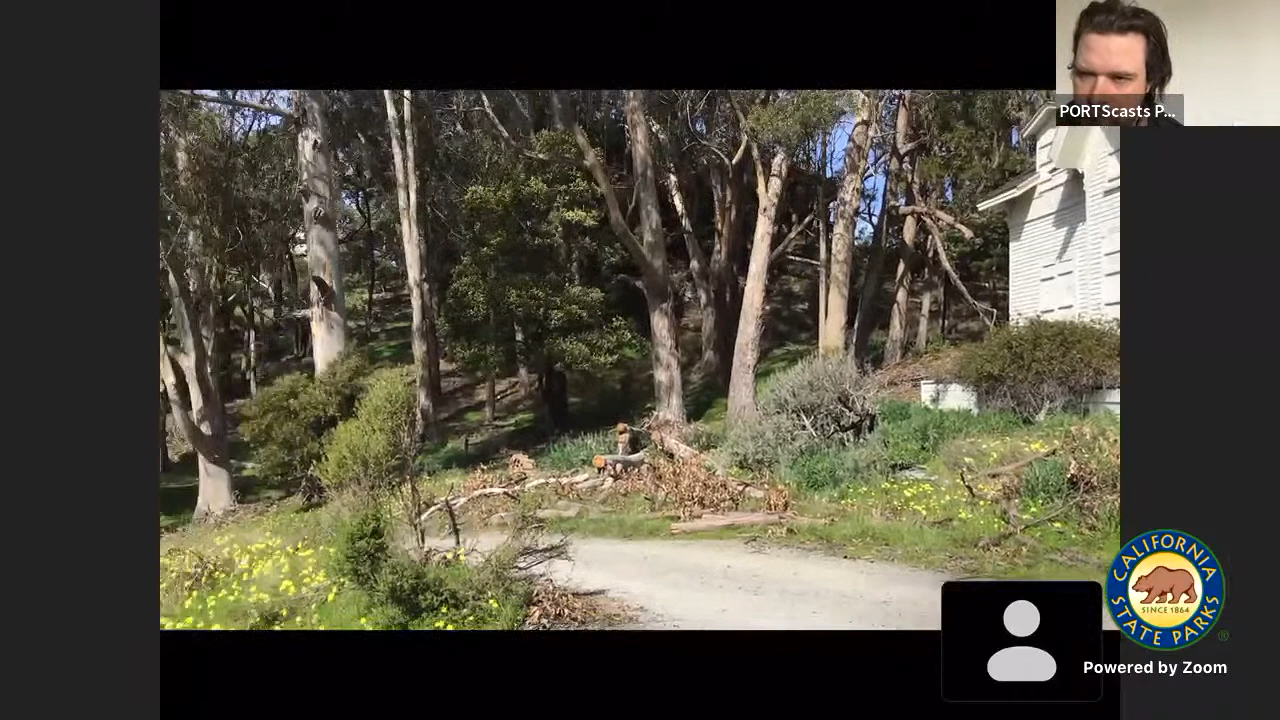 PORTScasts P...
CALIFORNIA
SINCE 1864
STATE PARKS
®
Powered by Zoom